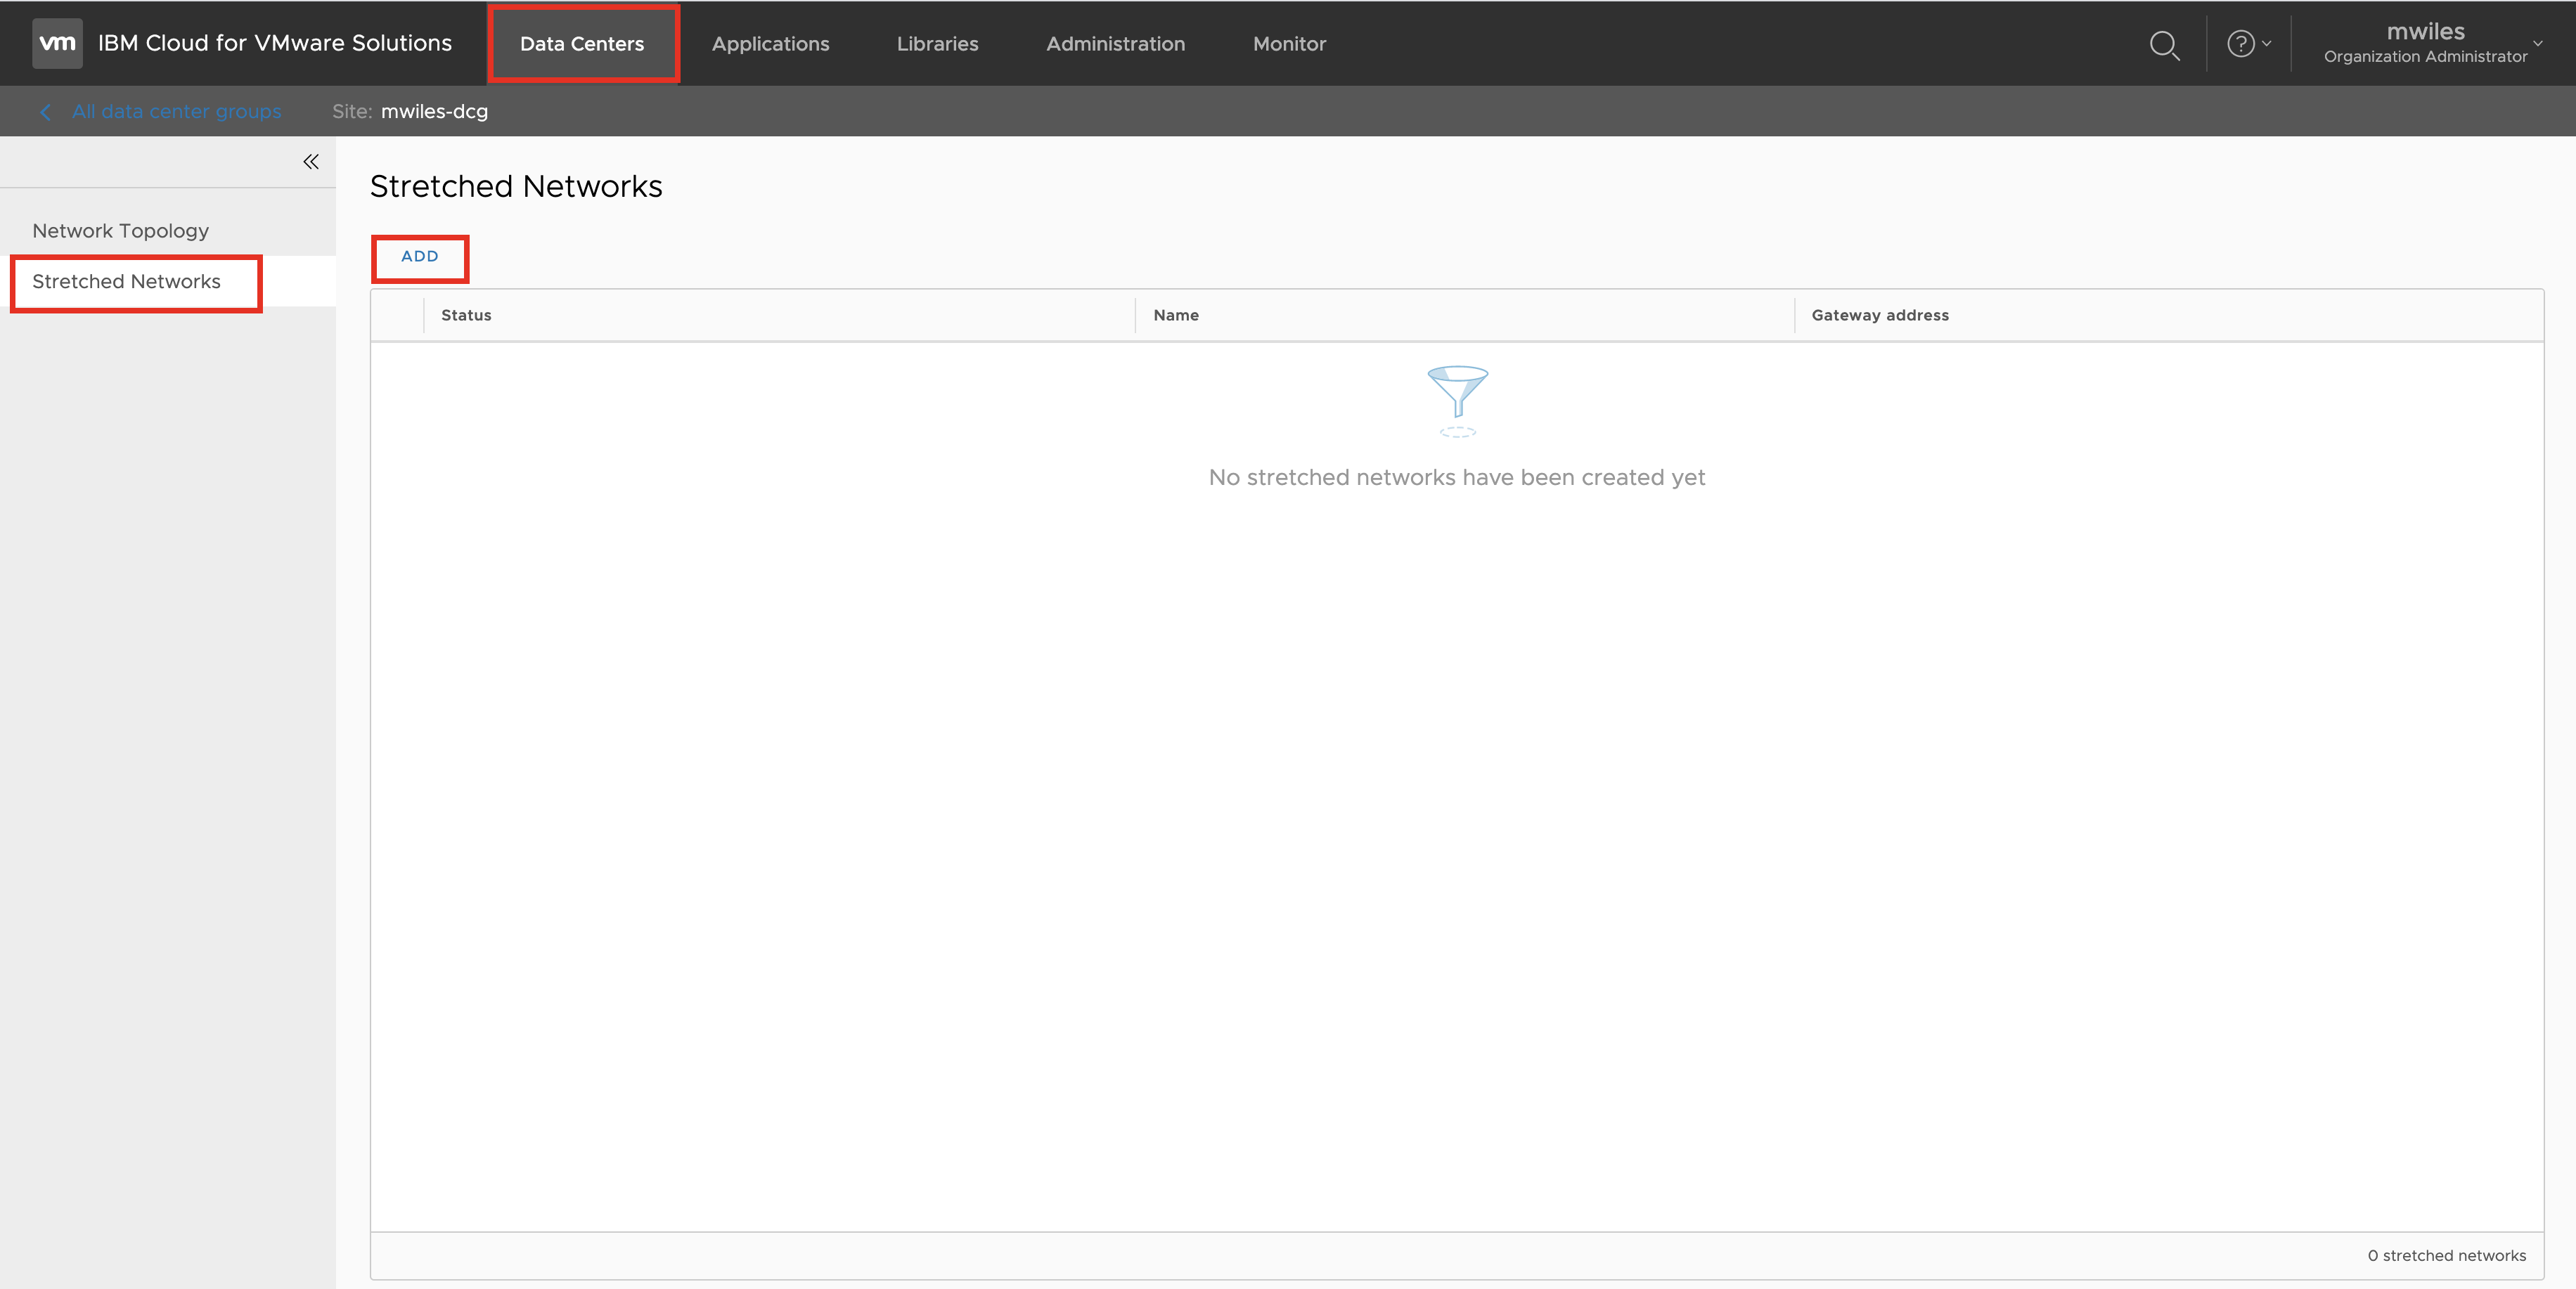 vm IBM Cloud for VMware Solutions Data Centers Applications Libraries Administration Monitor ? mwiles
Organization Administrator
All data center groups Site: mwiles-dcg
Stretched Networks
Network Topology
Stretched Networks
ADD
Status Name Gateway address
No stretched networks have been created yet
0 stretched networks